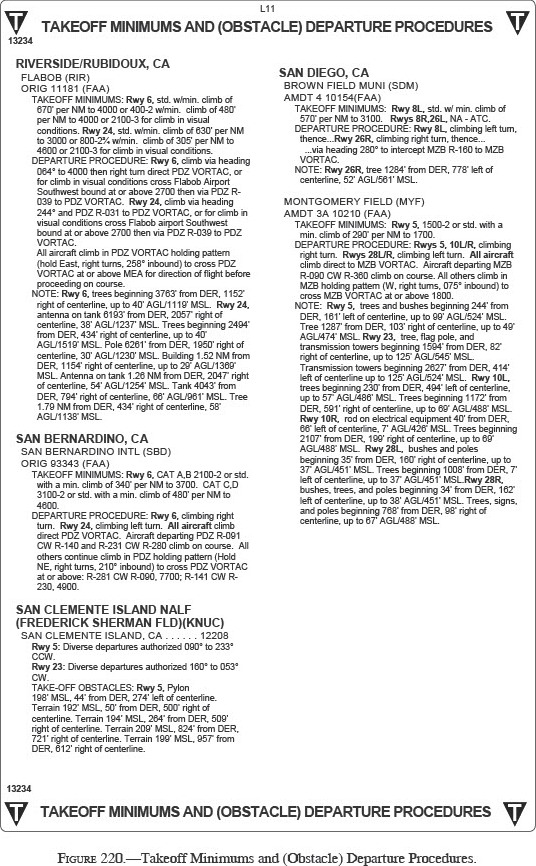 L11
TAKEOFF MINIMUMS AND (OBSTACLE) DEPARTURE PROCEDURES
13234
RIVERSIDE/RUBIDOUX, CA
FLABOB (RIR)
ORIG 11181 (FAA)
TAKEOFF MINIMUMS: Rwy 6, std. w/min. climb of
670' per NM to 4000 or 400-2 w/min. climb of 480'
per NM to 4000 or 2100-3 for climb in visual
conditions. Rwy 24, std. w/min. climb of 630' per NM
to 3000 or 800-2¾ w/min. climb of 305' per NM to
4600 or 2100-3 for climb in visual conditions.
DEPARTURE PROCEDURE: Rwy 6, climb via heading
064° to 4000 then right turn direct PDZ VORTAC, or
for climb in visual conditions cross Flabob Airport
Southwest bound at or above 2700 then via PDZ R-
039 to PDZ VORTAC. Rwy 24, climb via heading
244° and PDZ R-031 to PDZ VORTAC, or for climb in
visual conditions cross Flabob airport Southwest
bound at or above 2700 then via R-039 to PDZ
VORTAC.
All aircraft climb in PDZ VORTAC holding pattern
(hold East, right turns, 258° inbound) to cross PDZ
VORTAC at or above MEA for direction of flight before
proceeding on course.
NOTE: Rwy 6, trees beginning 3763' from DER, 1152'
right of centerline, up to 40' AGL/1119' MSL. Rwy 24,
antenna on tank 6193' from DER, 2057' right of
centerline, 38' AGL/1237' MSL. Trees beginning 2494'
from DER, 434' right of centerline, up to 40'
AGL/1519' MSL. Pole 6261' from DER, 1950' right of
centerline, 30' AGL/1230' MSL. Building 1.52 NM from
DER, 1154' right of centerline, up to 29' AGL/1369'
MSL. Antenna on tank 1.26 NM from DER, 2047' right
of centerline, 54' AGL/1254' MSL. Tank 4043' from
DER, 794' right of centerline, 66' AGL/961' MSL. Tree
1.79 NM from DER, 434' right of centerline, 58'
AGL/1138' MSL.
SAN BERNARDINO, CA
SAN BERNARDINO INTL (SBD)
ORIG 93343 (FAA)
TAKEOFF MINIMUMS: Rwy 6, CAT A,B 2100-2 or std.
with a min. climb of 340' per NM to 3700. CAT C,D
3100-2 or std. with a min. climb of 480' per NM to
4600.
DEPARTURE PROCEDURE: Rwy 6, climbing right
turn. Rwy 24, climbing left turn. All aircraft climb
direct PDZ VORTAC. Aircraft departing PDZ R-091
CW R-140 and R-231 CW R-280 climb on course. All
others continue climb in PDZ holding pattern (Hold
NE, right turns, 210° inbound) to cross PDZ VORTAC
at or above: R-281 CW R-090, 7700; R-141 CW R-
230, 4900.
SAN CLEMENTE ISLAND NALF
(FREDERICK SHERMAN FLD)(KNUC)
SAN CLEMENTE ISLAND, CA . . . . . . 12208
Rwy 5: Diverse departures authorized 090° to 233°
CCW.
Rwy 23: Diverse departures authorized 160° to 053°
CW.
TAKE-OFF OBSTACLES: Rwy 5, Pylon
198' MSL, 44' from DER, 274' left of centerline.
Terrain 192' MSL, 50' from DER, 500' right of
centerline. Terrain 194' MSL, 264' from DER, 509'
right of centerline. Terrain 209' MSL, 824' from DER,
721' right of centerline. Terrain 199' MSL, 957' from
DER, 612' right of centerline.
SAN DIEGO, CA
BROWN FIELD MUNI (SDM)
AMDT 4 10154(FAA)
TAKEOFF MINIMUMS: Rwy 8L, std. w/ min. climb of
570' per NM to 3100. Rwys 8R,26L, NA - ATC.
DEPARTURE PROCEDURE: Rwy 8L, climbing left turn,
thence...Rwy 26R, climbing right turn, thence...
...via heading 280° to intercept MZB R-160 to MZB
VORTAC.
NOTE: Rwy 26R, tree 1284' from DER, 778' left of
centerline, 52' AGL/561' MSL.
MONTGOMERY FIELD (MYF)
AMDT 3A 10210 (FAA)
TAKEOFF MINIMUMS: Rwy 5, 1500-2 or std. with a
min. climb of 290' per NM to 1700.
DEPARTURE PROCEDURE: Rwys 5, 10L/R, climbing
right turn. Rwys 28L/R, climbing left turn. All aircraft
climb direct to MZB VORTAC. Aircraft departing MZB
R-090 CW R-360 climb on course. All others climb in
MZB holding pattern (W, right turns, 075° inbound) to
cross MZB VORTAC at or above 1800.
NOTE: Rwy 5, trees and bushes beginning 244' from
DER, 161' left of centerline, up to 99' AGL/524' MSL.
Tree 1287' from DER, 103' right of centerline, up to 49'
AGL/474' MSL. Rwy 23, tree, flag pole, and
transmission towers beginning 1594' from DER, 82'
right of centerline, up to 125' AGL/545' MSL.
Transmission towers beginning 2627' from DER, 414'
left of centerline up to 125' AGL/524' MSL. Rwy 10L,
trees beginning 230' from DER, 494' left of centerline,
up to 57' AGL/486' MSL. Trees beginning 1172' from
DER, 591' right of centerline, up to 69' AGL/488' MSL.
Rwy 10R, rod on electrical equipment 40' from DER,
66' left of centerline, 7' AGL/426' MSL. Trees beginning
2107' from DER, 199' right of centerline, up to 69'
AGL/488' MSL. Rwy 28L, bushes and poles
beginning 35' from DER, 160' right of centerline, up to
37' AGL/451' MSL. Trees beginning 1008' from DER, 7'
left of centerline, up to 37' AGL/451' MSL.Rwy 28R,
bushes, trees, and poles beginning 34' from DER, 162'
left of centerline, up to 38' AGL/451' MSL. Trees, signs,
and poles beginning 768' from DER, 98' right of
centerline, up to 67' AGL/488' MSL.
13234
TAKEOFF MINIMUMS AND (OBSTACLE) DEPARTURE PROCEDURES
FIGURE 220.—Takeoff Minimums and (Obstacle) Departure Procedures.